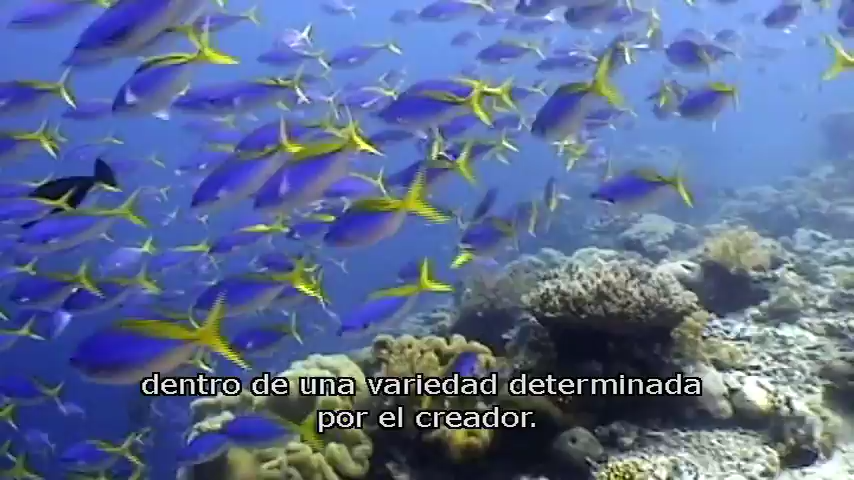 dentro de una variedad determinada
por el creador.